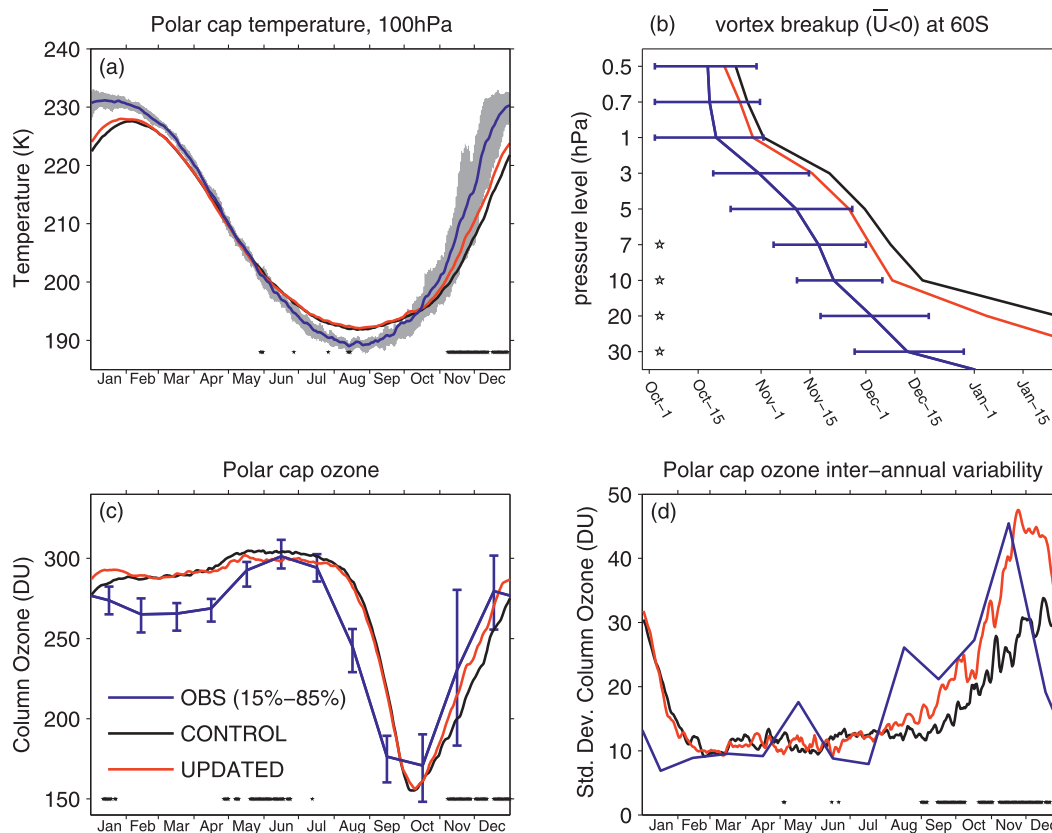 Polar cap temperature, 100hPa
(a)
Temperature (K)
240
230
220
210
200
190
Jan Feb Mar Apr May Jun Jul Aug Sep Oct Nov Dec
(b) vortex breakup (U<0) at 60S
pressure level (hPa)
0.5
0.7
1
3
5
7
10
20
30
Oct-1 Oct-15 Nov-1 Nov-15 Dec-1 Dec-15 Jan-1 Jan-15
Polar cap ozone
(c)
Column Ozone (DU)
300
250
200
150
OBS (15%-85%)
CONTROL
UPDATED
Jan Feb Mar Apr May Jun Jul Aug Sep Oct Nov Dec
Polar cap ozone inter-annual variability
(d)
Std. Dev. Column Ozone (DU)
50
40
30
20
10
0
Jan Feb Mar Apr May Jun Jul Aug Sep Oct Nov Dec